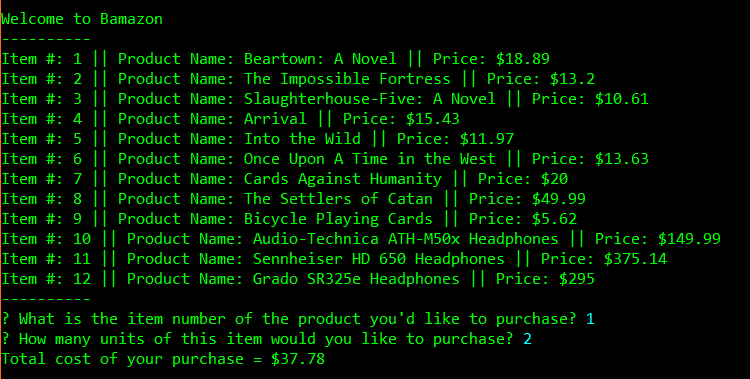 Welcome to Bamazon
----------
Item #: 1 || Product Name: Beartown: A Novel || Price: $18.89
Item #: 2 || Product Name: The Impossible Fortress || Price: $13.2
Item #: 3 || Product Name: Slaughterhouse-Five: A Novel || Price: $10.61
Item #: 4 || Product Name: Arrival || Price: $15.43
Item #: 5 || Product Name: Into the Wild || Price: $11.97
Item #: 6 || Product Name: Once Upon A Time in the West || Price: $13.63
Item #: 7 || Product Name: Cards Against Humanity || Price: $20
Item #: 8 || Product Name: The Settlers of Catan || Price: $49.99
Item #: 9 || Product Name: Bicycle Playing Cards || Price: $5.62
Item #: 10 || Product Name: Audio-Technica ATH-M50x Headphones || Price: $149.99
Item #: 11 || Product Name: Sennheiser HD 650 Headphones || Price: $375.14
Item #: 12 || Product Name: Grado SR325e Headphones || Price: $295
----------
? What is the item number of the product you'd like to purchase? 1
? How many units of this item would you like to purchase? 2
Total cost of your purchase = $37.78